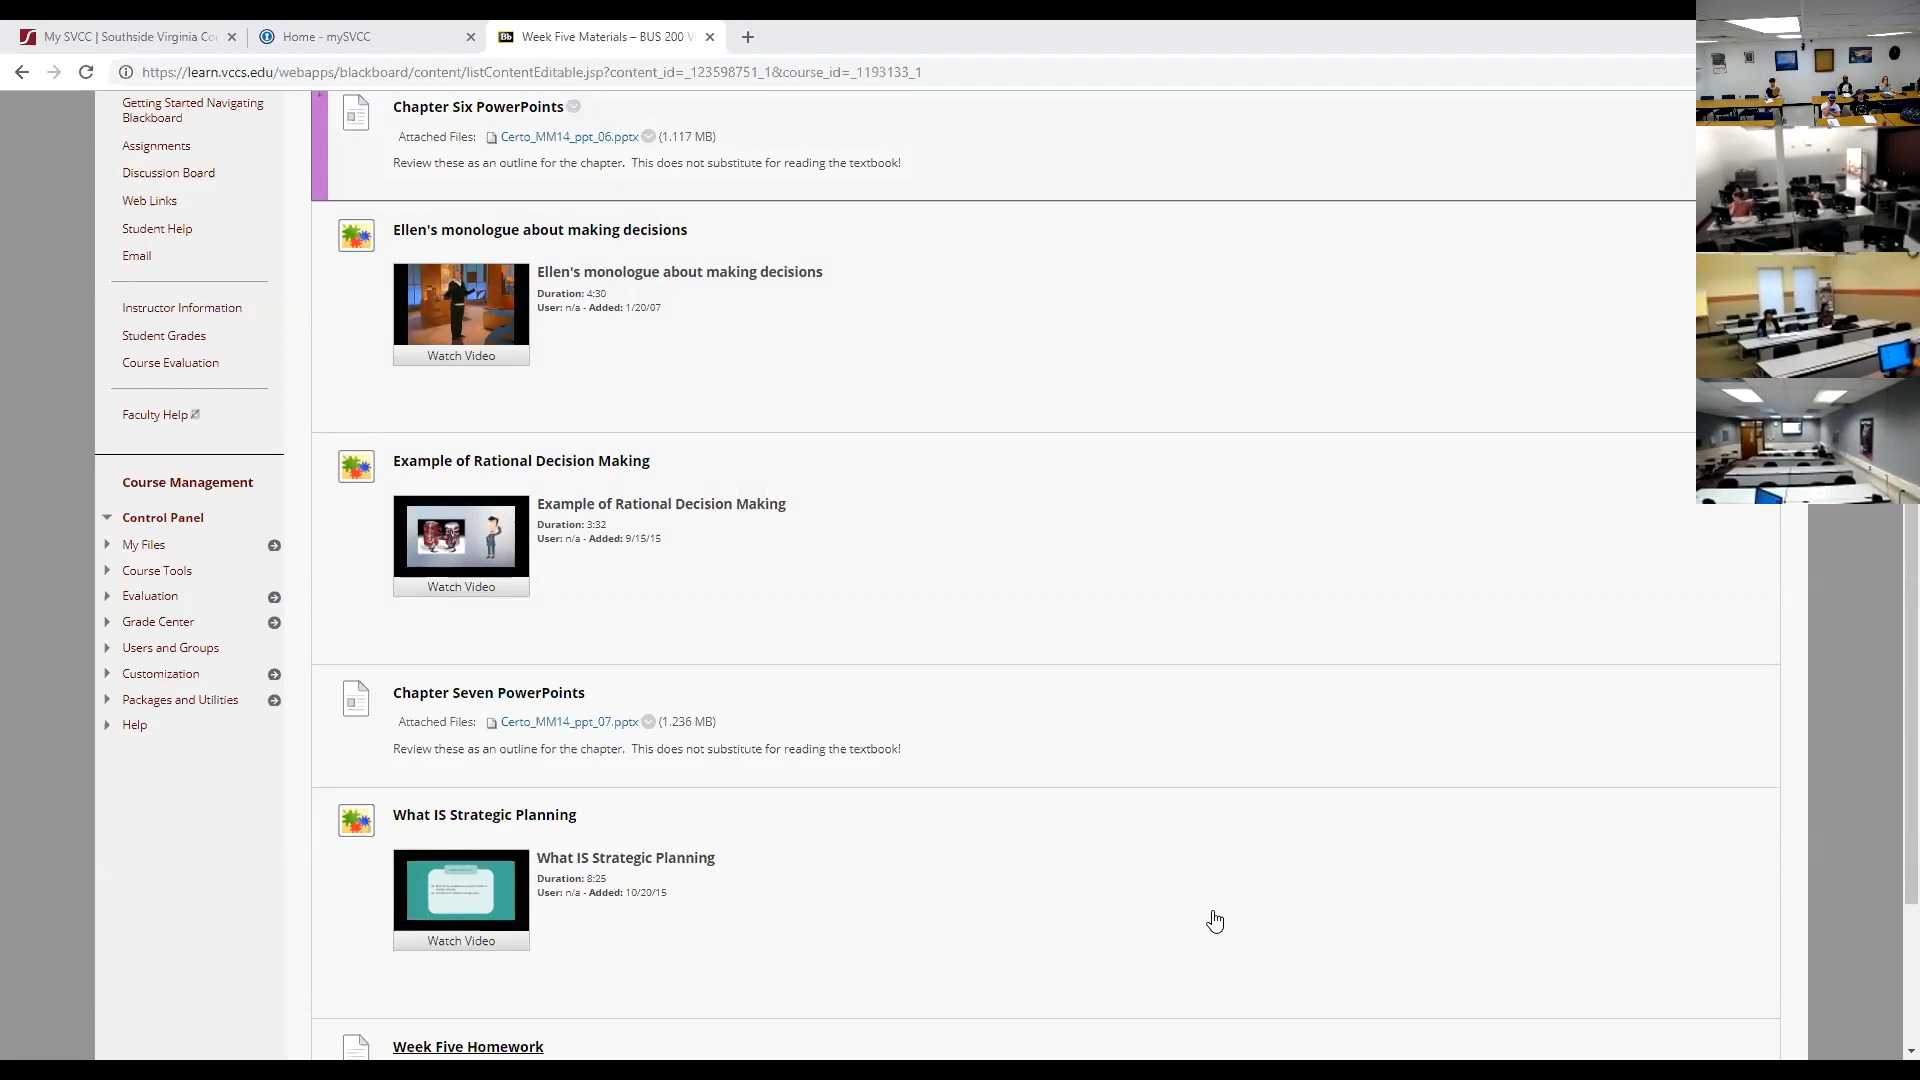 My SVCC | Southside Virginia Co
Home - mySVCC
Bb
Week Five Materials – BUS 200 V
https://learn.vccs.edu/webapps/blackboard/content/listContentEditable.jsp?content_id=_123598751_1&course_id=_1193133_1
Getting Started Navigating
Blackboard
Assignments
Discussion Board
Web Links
Student Help
Email
Instructor Information
Student Grades
Course Evaluation
Faculty Help
Course Management
Control Panel
My Files
Course Tools
Evaluation
Grade Center
Users and Groups
Customization
Packages and Utilities
Help
Chapter Six PowerPoints
Attached Files: Certo_MM14_ppt_06.pptx (1.117 MB)
Review these as an outline for the chapter. This does not substitute for reading the textbook!
Ellen's monologue about making decisions
Ellen's monologue about making decisions
Duration: 4:30
User: n/a - Added: 1/20/07
Watch Video
Example of Rational Decision Making
Example of Rational Decision Making
Duration: 3:32
User: n/a - Added: 9/15/15
Watch Video
Chapter Seven PowerPoints
Attached Files: Certo_MM14_ppt_07.pptx (1.236 MB)
Review these as an outline for the chapter. This does not substitute for reading the textbook!
What IS Strategic Planning
What IS Strategic Planning
Duration: 8:25
User: n/a - Added: 10/20/15
Watch Video
Week Five Homework